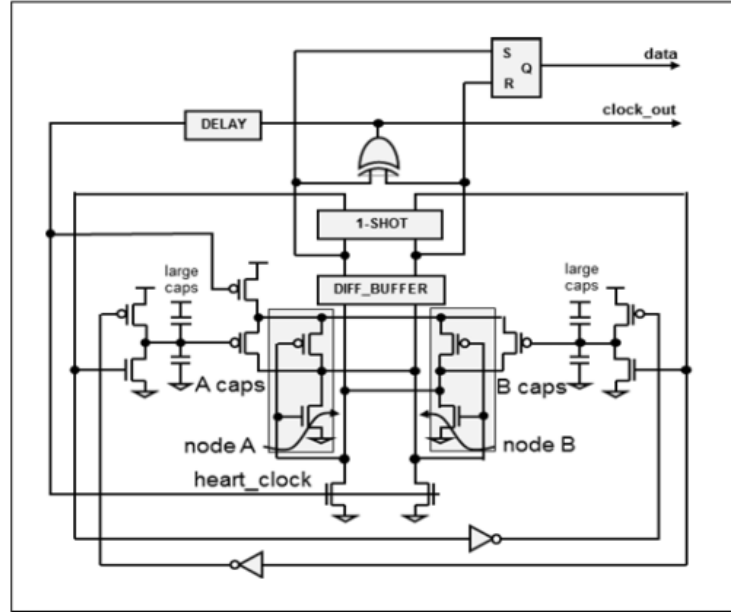 S
Q
R
data
clock_out
DELAY
1-SHOT
large
caps
DIFF_BUFFER
large
caps
A caps
B caps
node A
node B
heart_clock